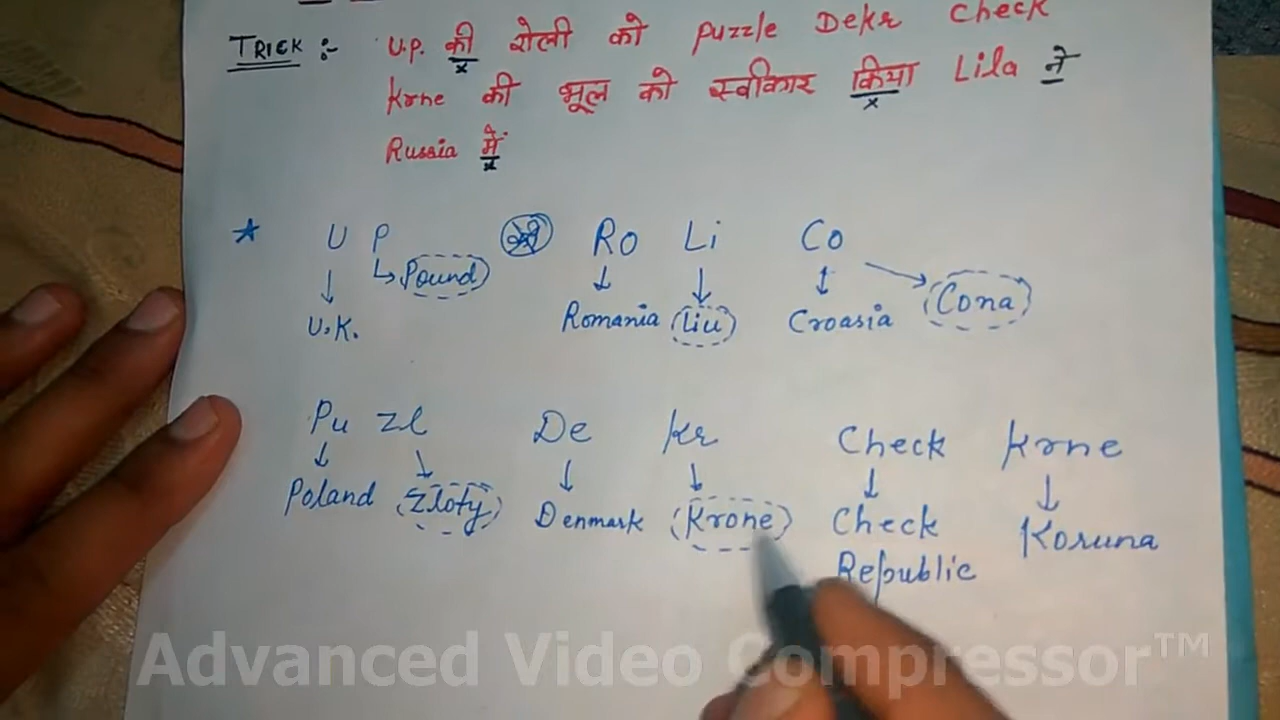 TRICK :- U.P. की रोली को puzzle Dekr check
krne की भूल को स्वीकार किया Lila ने
Russia में
* U P Ro Li Co
Pound
U.K. Romania Liu Croasia Cona
Pu zl De kr Check krne
Poland Zloty Denmark Krone Check Koruna
Republic
Advanced Video Compressor™